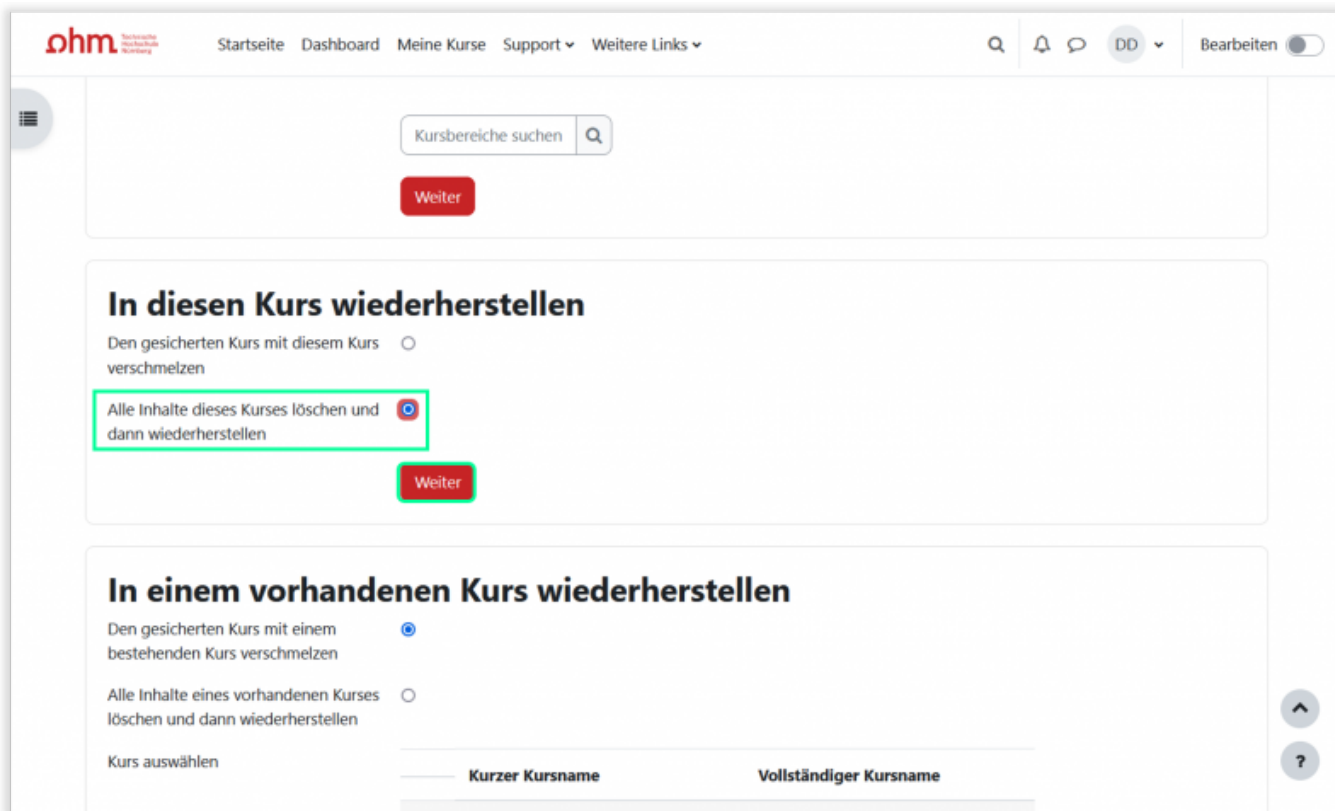 ohm Technische Hochschule Nürnberg
Startseite Dashboard Meine Kurse Support Weitere Links DD Bearbeiten
Kursbereiche suchen
Weiter
In diesen Kurs wiederherstellen
Den gesicherten Kurs mit diesem Kurs
verschmelzen
Alle Inhalte dieses Kurses löschen und
dann wiederherstellen
Weiter
In einem vorhandenen Kurs wiederherstellen
Den gesicherten Kurs mit einem
bestehenden Kurs verschmelzen
Alle Inhalte eines vorhandenen Kurses
löschen und dann wiederherstellen
Kurs auswählen
Kurzer Kursname Vollständiger Kursname
?